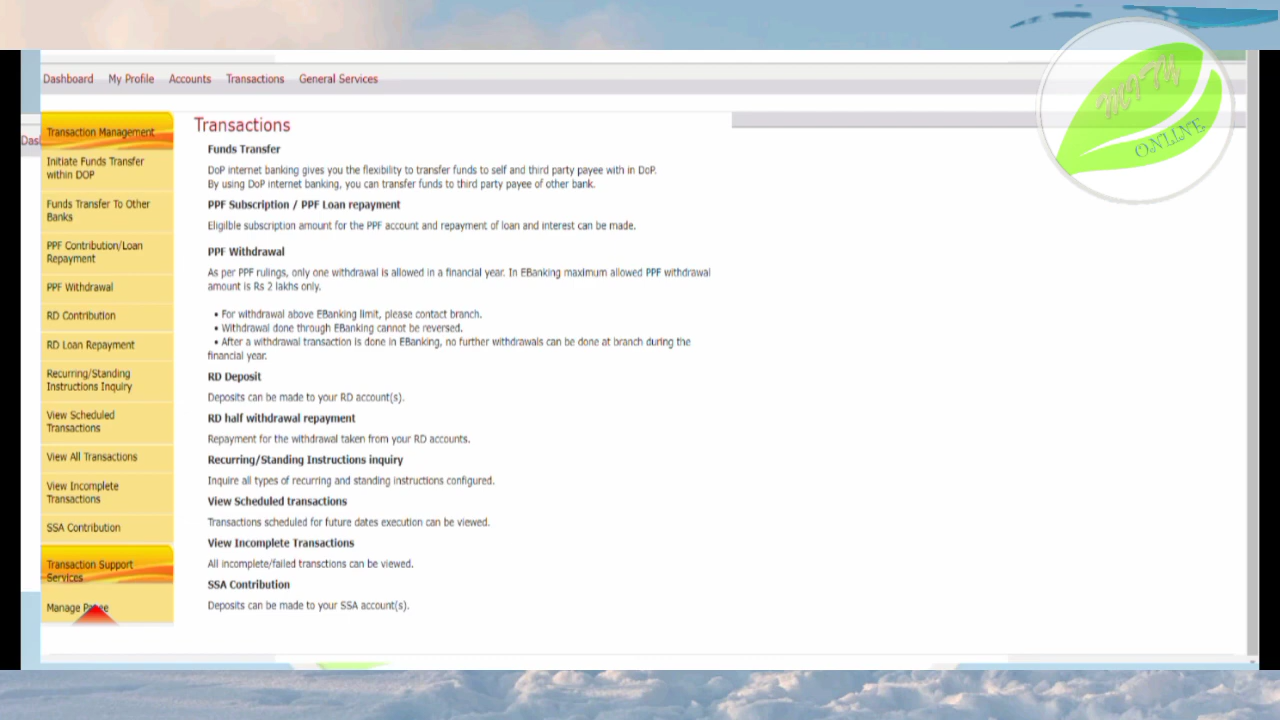 Dashboard My Profile Accounts Transactions General Services
Transaction Management
Initiate Funds Transfer
within DOP
Funds Transfer To Other
Banks
PPF Contribution/Loan
Repayment
PPF Withdrawal
RD Contribution
RD Loan Repayment
Recurring/Standing
Instructions Inquiry
View Scheduled
Transactions
View All Transactions
View Incomplete
Transactions
SSA Contribution
Transaction Support
Services
Manage
Transactions
Funds Transfer
DoP internet banking gives you the flexibility to transfer funds to self and third party payee with in DoP.
By using DoP internet banking, you can transfer funds to third party payee of other bank.
PPF Subscription / PPF Loan repayment
Eligilble subscription amount for the PPF account and repayment of loan and interest can be made.
PPF Withdrawal
As per PPF rulings, only one withdrawal is allowed in a financial year. In EBanking maximum allowed PPF withdrawal
amount is Rs 2 lakhs only.
• For withdrawal above EBanking limit, please contact branch.
• Withdrawal done through EBanking cannot be reversed.
• After a withdrawal transaction is done in EBanking, no further withdrawals can be done at branch during the
financial year.
RD Deposit
Deposits can be made to your RD account(s).
RD half withdrawal repayment
Repayment for the withdrawal taken from your RD accounts.
Recurring/Standing Instructions inquiry
Inquire all types of recurring and standing instructions configured.
View Scheduled transactions
Transactions scheduled for future dates execution can be viewed.
View Incomplete Transactions
All incomplete/failed transctions can be viewed.
SSA Contribution
Deposits can be made to your SSA account(s).
ONLINE